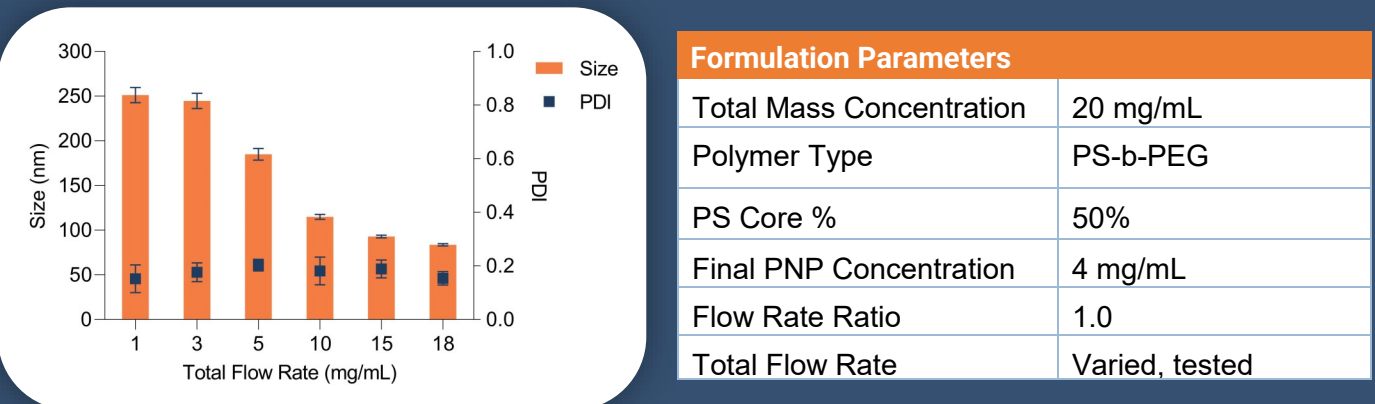 300
250
200
150
100
50
0
Size (nm)
1.0
0.8
0.6
0.4
0.2
0.0
PDI
Size
PDI
1 3 5 10 15 18
Total Flow Rate (mg/mL)
Formulation Parameters
Total Mass Concentration 20 mg/mL
Polymer Type PS-b-PEG
PS Core % 50%
Final PNP Concentration 4 mg/mL
Flow Rate Ratio 1.0
Total Flow Rate Varied, tested